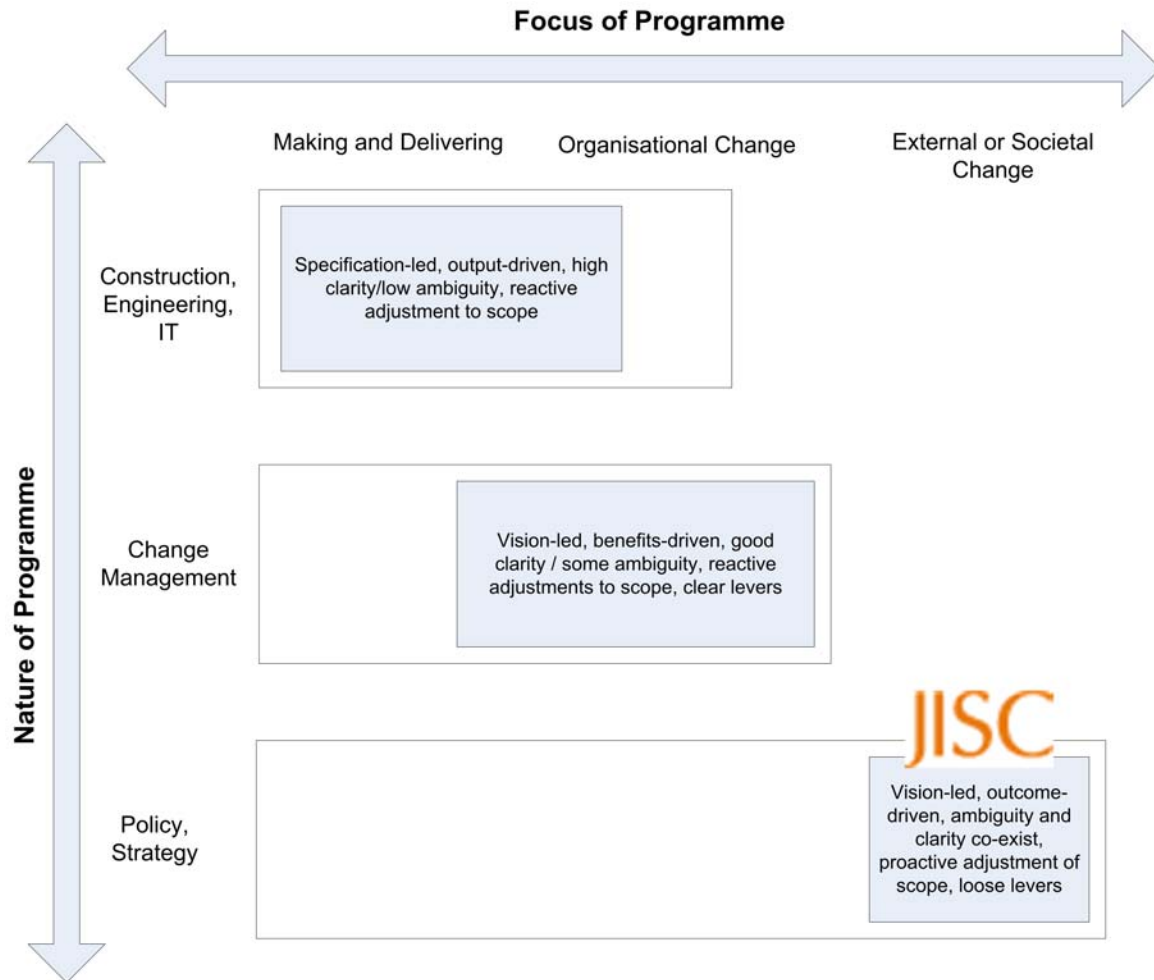 Focus of Programme
Making and Delivering
Organisational Change
External or Societal
Change
Construction,
Engineering,
IT
Specification-led, output-driven, high
clarity/low ambiguity, reactive
adjustment to scope
Nature of Programme
Change
Management
Vision-led, benefits-driven, good
clarity / some ambiguity, reactive
adjustments to scope, clear levers
JISC
Policy,
Strategy
Vision-led, outcome-
driven, ambiguity and
clarity co-exist,
proactive adjustment of
scope, loose levers